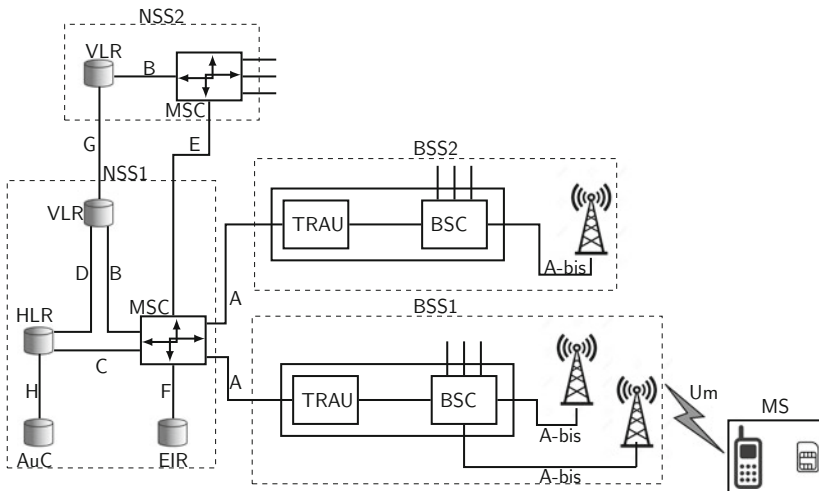 NSS2
VLR
B
MSC
G
E
BSS2
NSS1
VLR
TRAU
BSC
A-bis
D
B
A
MSC
BSS1
HLR
C
A
TRAU
BSC
Um
MS
H
F
A-bis
AuC
EIR
A-bis